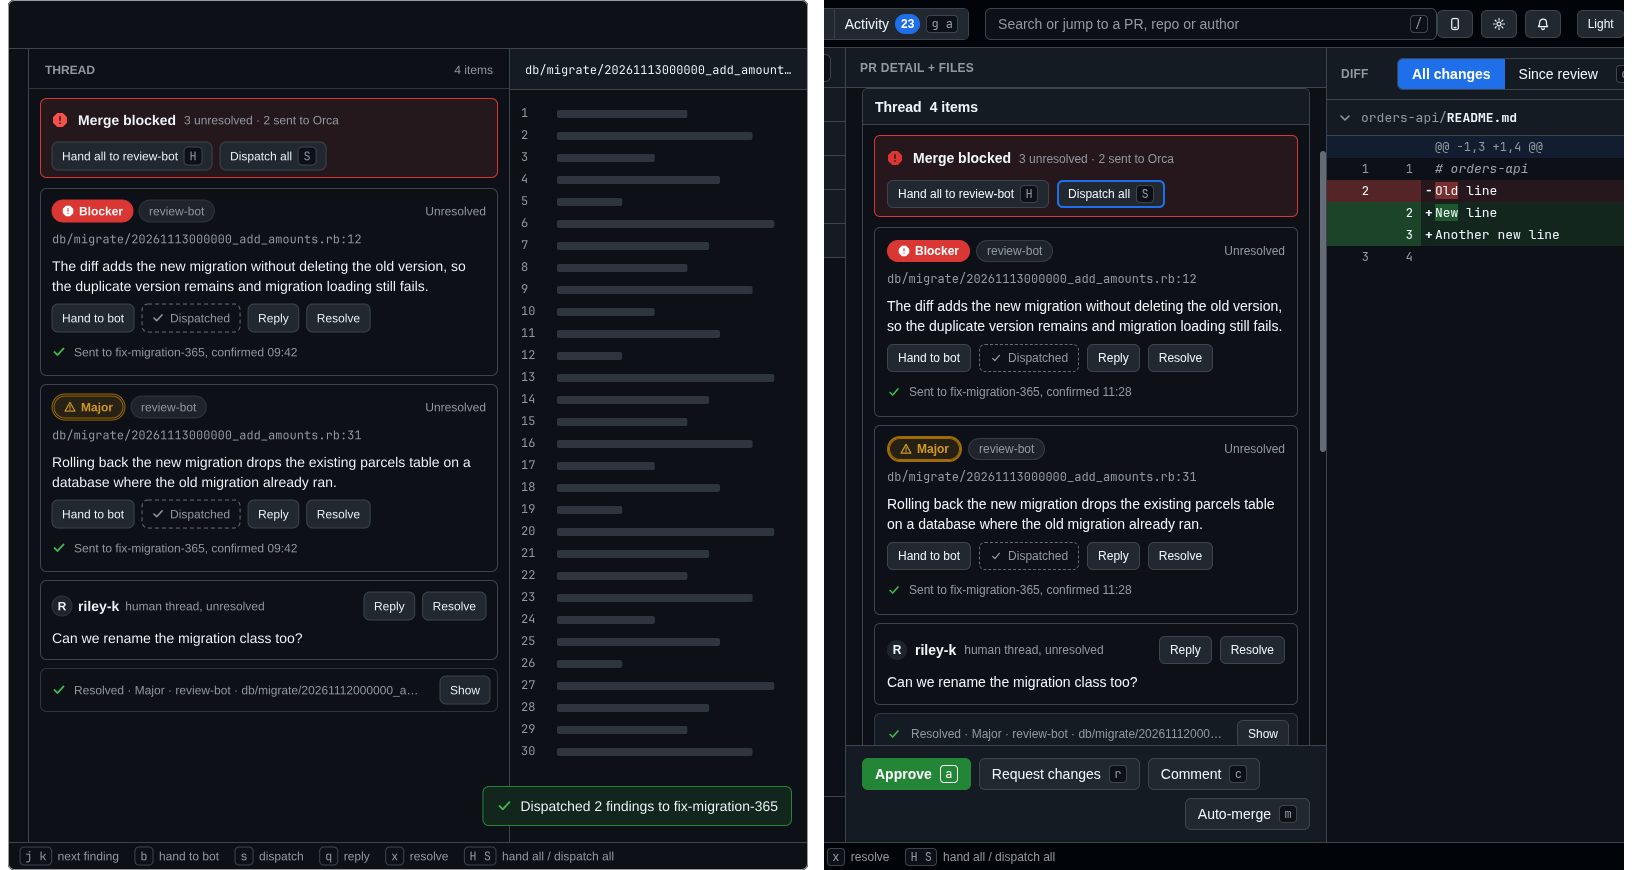 THREAD
4 items
db/migrate/20261113000000_add_amount…
Merge blocked 3 unresolved · 2 sent to Orca
Hand all to review-bot H Dispatch all S
Blocker review-bot Unresolved
db/migrate/20261113000000_add_amounts.rb:12
The diff adds the new migration without deleting the old version, so
the duplicate version remains and migration loading still fails.
Hand to bot Dispatched Reply Resolve
Sent to fix-migration-365, confirmed 09:42
Major review-bot Unresolved
db/migrate/20261113000000_add_amounts.rb:31
Rolling back the new migration drops the existing parcels table on a
database where the old migration already ran.
Hand to bot Dispatched Reply Resolve
Sent to fix-migration-365, confirmed 09:42
R riley-k human thread, unresolved Reply Resolve
Can we rename the migration class too?
Resolved · Major · review-bot · db/migrate/20261112000000_a… Show
1
2
3
4
5
6
7
8
9
10
11
12
13
14
15
16
17
18
19
20
21
22
23
24
25
26
27
28
29
30
Dispatched 2 findings to fix-migration-365
j k next finding b hand to bot s dispatch q reply x resolve H S hand all / dispatch all
Activity 23 g a Search or jump to a PR, repo or author / Light
PR DETAIL + FILES
Thread 4 items
Merge blocked 3 unresolved · 2 sent to Orca
Hand all to review-bot H Dispatch all S
Blocker review-bot Unresolved
db/migrate/20261113000000_add_amounts.rb:12
The diff adds the new migration without deleting the old version,
so the duplicate version remains and migration loading still fails.
Hand to bot Dispatched Reply Resolve
Sent to fix-migration-365, confirmed 11:28
Major review-bot Unresolved
db/migrate/20261113000000_add_amounts.rb:31
Rolling back the new migration drops the existing parcels table
on a database where the old migration already ran.
Hand to bot Dispatched Reply Resolve
Sent to fix-migration-365, confirmed 11:28
R riley-k human thread, unresolved Reply Resolve
Can we rename the migration class too?
Resolved · Major · review-bot · db/migrate/20261112000… Show
Approve a Request changes r Comment c
Auto-merge m
x resolve H S hand all / dispatch all
DIFF All changes Since review
orders-api/README.md
@@ -1,3 +1,4 @@
1 1 # orders-api
2 -Old line
2 +New line
3 +Another new line
3 4